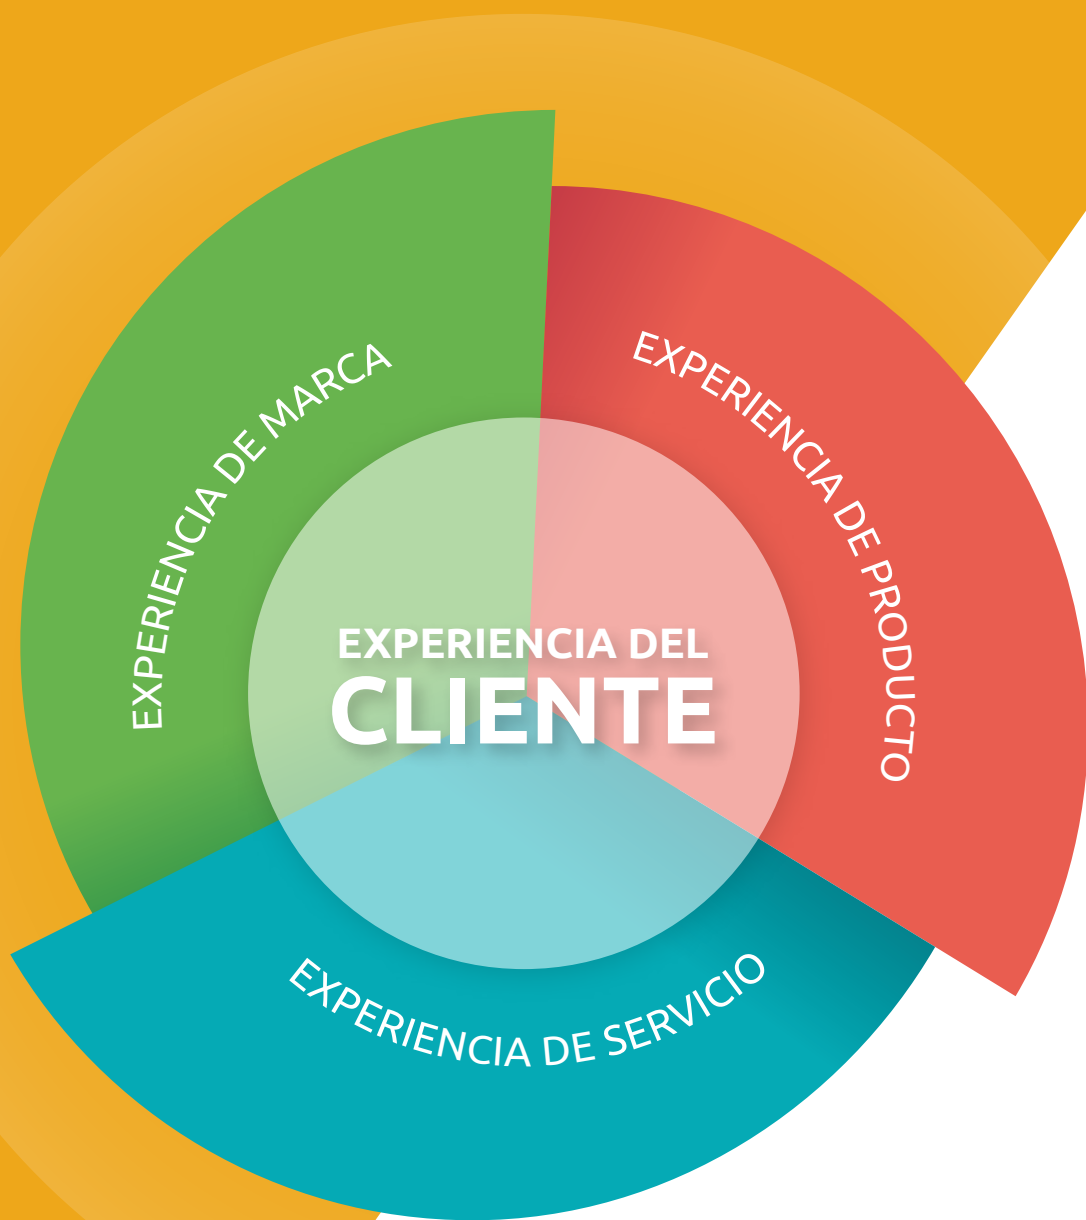 EXPERIENCIA DE MARCA
EXPERIENCIA DE PRODUCTO
EXPERIENCIA DEL
CLIENTE
EXPERIENCIA DE SERVICIO